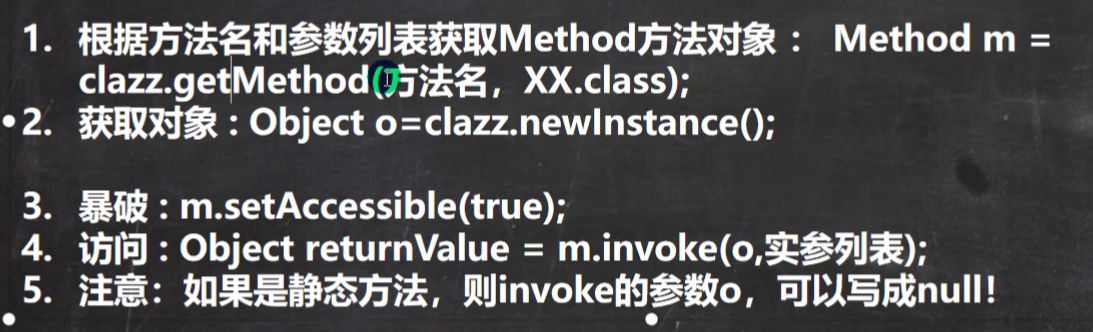 1. 根据方法名和参数列表获取Method方法对象： Method m =
clazz.getMethod(方法名，XX.class);
2. 获取对象 : Object o=clazz.newInstance();
3. 暴破 : m.setAccessible(true);
4. 访问 : Object returnValue = m.invoke(o,实参列表);
5. 注意：如果是静态方法，则invoke的参数o，可以写成null！